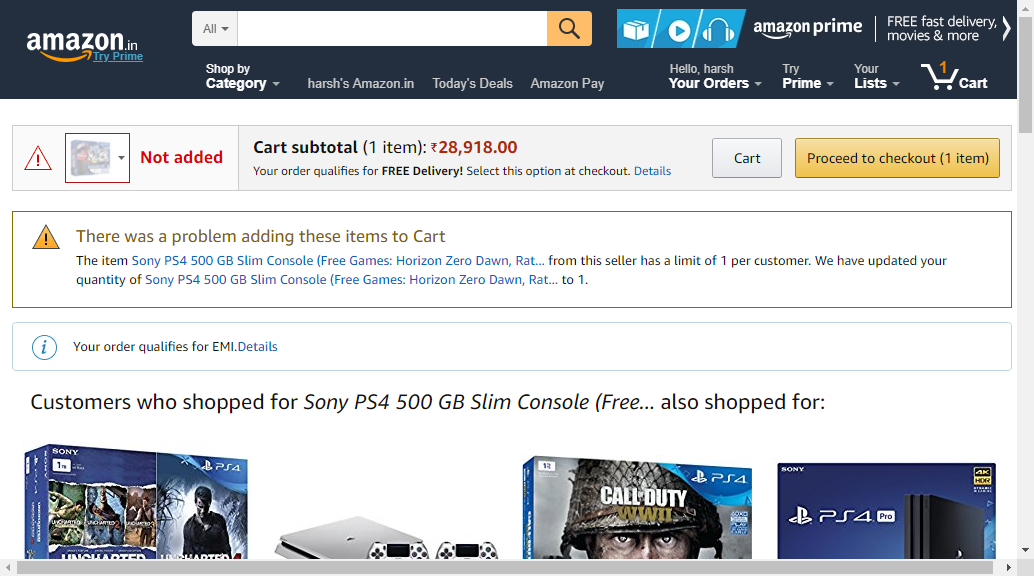 amazon.in
Try Prime
All
amazon prime
FREE fast delivery,
movies & more
Shop by
Category
harsh's Amazon.in
Today's Deals
Amazon Pay
Hello, harsh
Your Orders
Try
Prime
Your
Lists
1
Cart
Not added
Cart subtotal (1 item): ₹28,918.00
Your order qualifies for FREE Delivery! Select this option at checkout. Details
Cart
Proceed to checkout (1 item)
There was a problem adding these items to Cart
The item Sony PS4 500 GB Slim Console (Free Games: Horizon Zero Dawn, Rat... from this seller has a limit of 1 per customer. We have updated your
quantity of Sony PS4 500 GB Slim Console (Free Games: Horizon Zero Dawn, Rat... to 1.
Your order qualifies for EMI.Details
Customers who shopped for Sony PS4 500 GB Slim Console (Free... also shopped for:
SONY
1TB
PS4
UNCHARTED
UNCHARTED
UNCHARTED
UNCHARTED
UNCHARTED 4
PS4
CALL OF DUTY
WWII
SONY
4K
HDR
PS4 Pro